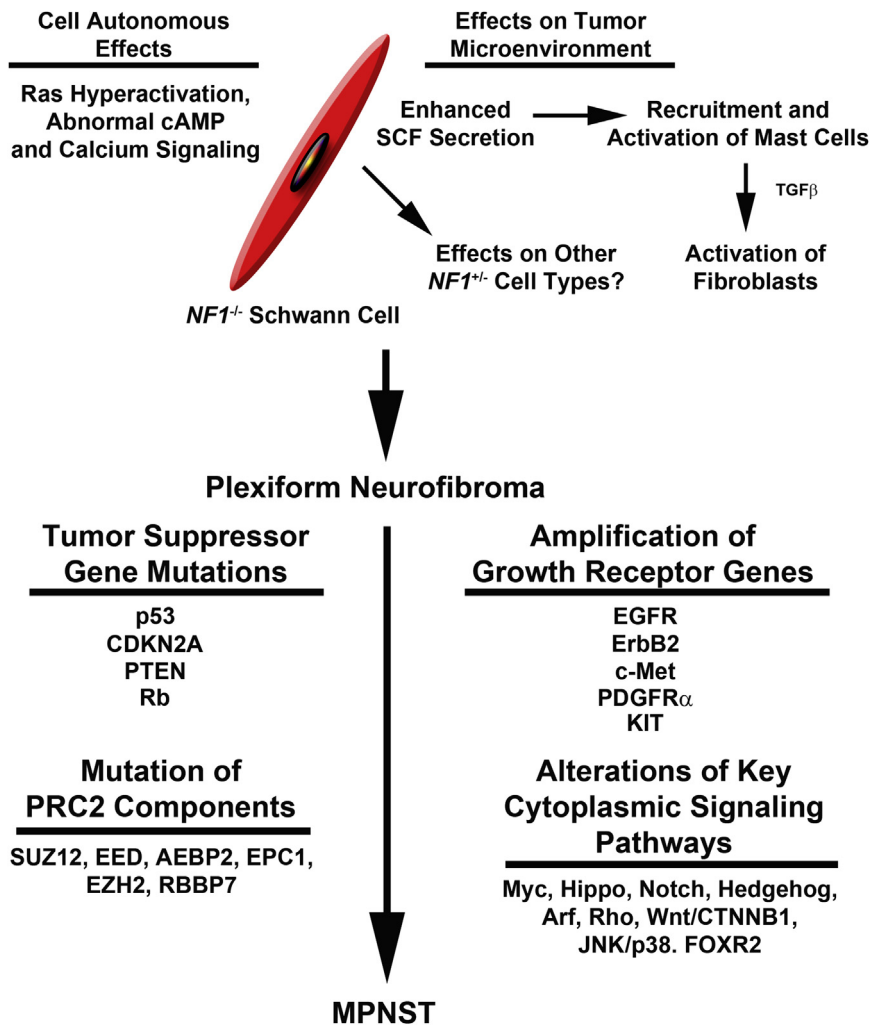 Cell Autonomous
Effects
Ras Hyperactivation,
Abnormal cAMP
and Calcium Signaling
Effects on Tumor
Microenvironment
Enhanced
SCF Secretion
Recruitment and
Activation of Mast Cells
TGFβ
Activation of
Fibroblasts
Effects on Other
NF1+/- Cell Types?
NF1-/- Schwann Cell
Plexiform Neurofibroma
Tumor Suppressor
Gene Mutations
p53
CDKN2A
PTEN
Rb
Amplification of
Growth Receptor Genes
EGFR
ErbB2
c-Met
PDGFRα
KIT
Mutation of
PRC2 Components
SUZ12, EED, AEBP2, EPC1,
EZH2, RBBP7
Alterations of Key
Cytoplasmic Signaling
Pathways
Myc, Hippo, Notch, Hedgehog,
Arf, Rho, Wnt/CTNNB1,
JNK/p38. FOXR2
MPNST